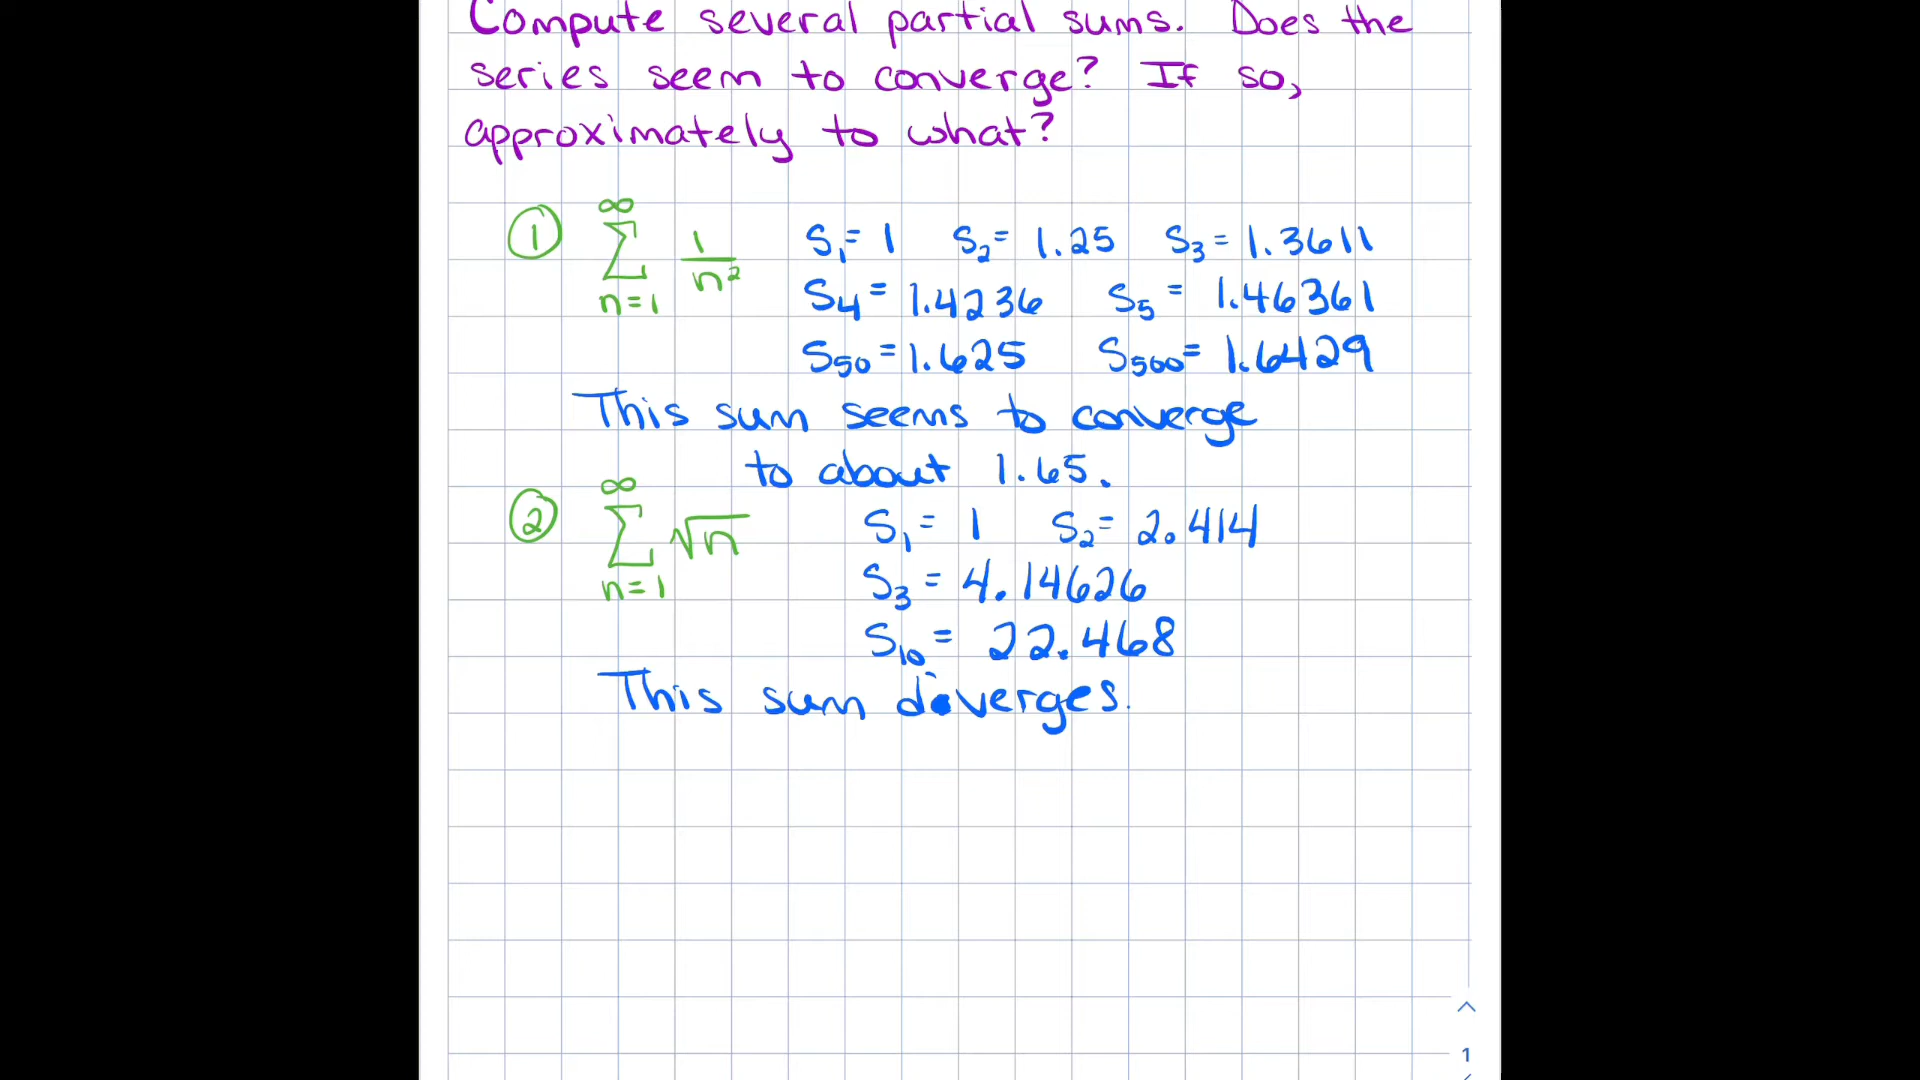 Compute several partial sums. Does the
series seem to converge? If so,
approximately to what?
① ∞ Σ n=1 1/n² S₁ = 1 S₂ = 1.25 S₃ = 1.3611
S₄ = 1.4236 S₅ = 1.46361
S₅₀ = 1.625 S₅₀₀ = 1.6429
This sum seems to converge
to about 1.65.
② ∞ Σ n=1 √n S₁ = 1 S₂ = 2.414
S₃ = 4.14626
S₁₀ = 22.468
This sum diverges.
1